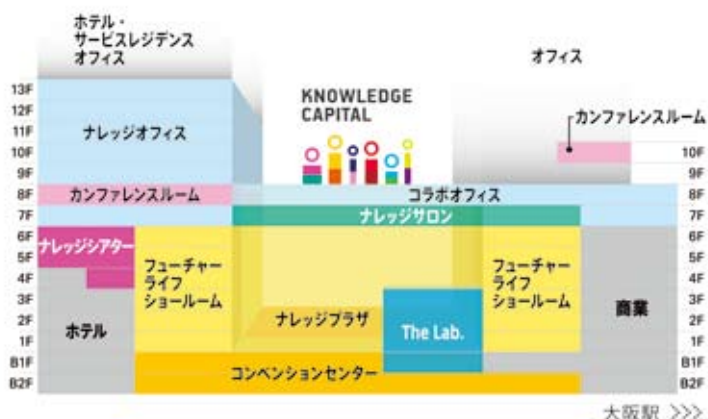 ホテル・
サービスレジデンス
オフィス
オフィス
KNOWLEDGE
CAPITAL
カンファレンスルーム
13F
12F
11F
10F
9F
8F
7F
6F
5F
4F
3F
2F
1F
B1F
B2F
ナレッジオフィス
カンファレンスルーム
コラボオフィス
ナレッジサロン
ナレッジシアター
フューチャー
ライフ
ショールーム
ホテル
ナレッジプラザ
The Lab.
フューチャー
ライフ
ショールーム
商業
コンベンションセンター
10F
9F
8F
7F
6F
5F
4F
3F
2F
1F
B1F
B2F
大阪駅 >>>